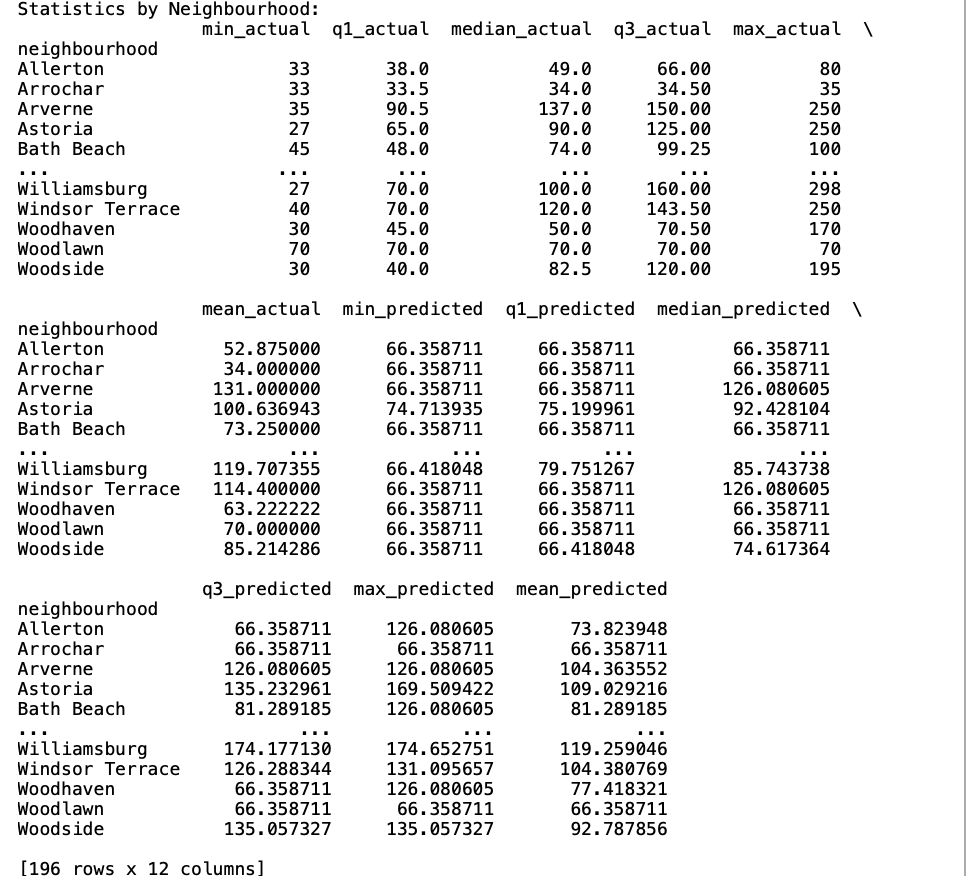 Statistics by Neighbourhood:
min_actual q1_actual median_actual q3_actual max_actual \
neighbourhood
Allerton 33 38.0 49.0 66.00 80
Arrochar 33 33.5 34.0 34.50 35
Arverne 35 90.5 137.0 150.00 250
Astoria 27 65.0 90.0 125.00 250
Bath Beach 45 48.0 74.0 99.25 100
... ... ... ... ... ...
Williamsburg 27 70.0 100.0 160.00 298
Windsor Terrace 40 70.0 120.0 143.50 250
Woodhaven 30 45.0 50.0 70.50 170
Woodlawn 70 70.0 70.0 70.00 70
Woodside 30 40.0 82.5 120.00 195
mean_actual min_predicted q1_predicted median_predicted \
neighbourhood
Allerton 52.875000 66.358711 66.358711 66.358711
Arrochar 34.000000 66.358711 66.358711 66.358711
Arverne 131.000000 66.358711 66.358711 126.080605
Astoria 100.636943 74.713935 75.199961 92.428104
Bath Beach 73.250000 66.358711 66.358711 66.358711
... ... ... ... ...
Williamsburg 119.707355 66.418048 79.751267 85.743738
Windsor Terrace 114.400000 66.358711 66.358711 126.080605
Woodhaven 63.222222 66.358711 66.358711 66.358711
Woodlawn 70.000000 66.358711 66.358711 66.358711
Woodside 85.214286 66.358711 66.418048 74.617364
q3_predicted max_predicted mean_predicted
neighbourhood
Allerton 66.358711 126.080605 73.823948
Arrochar 66.358711 66.358711 66.358711
Arverne 126.080605 126.080605 104.363552
Astoria 135.232961 169.509422 109.029216
Bath Beach 81.289185 126.080605 81.289185
... ... ... ...
Williamsburg 174.177130 174.652751 119.259046
Windsor Terrace 126.288344 131.095657 104.380769
Woodhaven 66.358711 126.080605 77.418321
Woodlawn 66.358711 66.358711 66.358711
Woodside 135.057327 135.057327 92.787856
[196 rows x 12 columns]